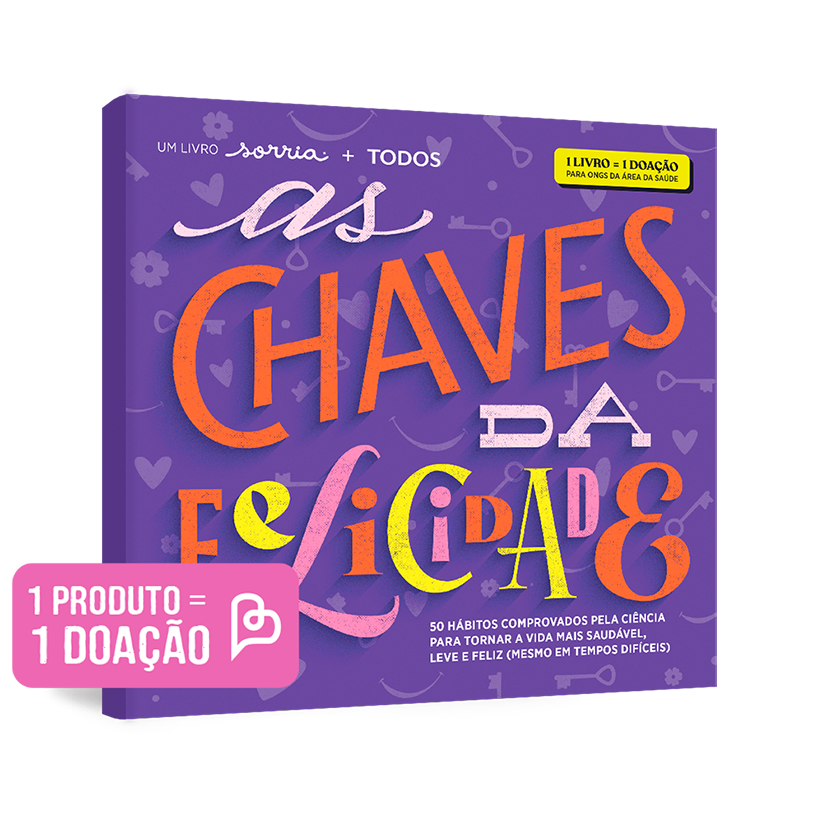 UM LIVRO sorria + TODOS
1 LIVRO = 1 DOAÇÃO
PARA ONGS DA ÁREA DA SAÚDE
as
CHAVES
DA
FELICIDADE
50 HÁBITOS COMPROVADOS PELA CIÊNCIA
PARA TORNAR A VIDA MAIS SAUDÁVEL,
LEVE E FELIZ (MESMO EM TEMPOS DIFÍCEIS)
1 PRODUTO =
1 DOAÇÃO